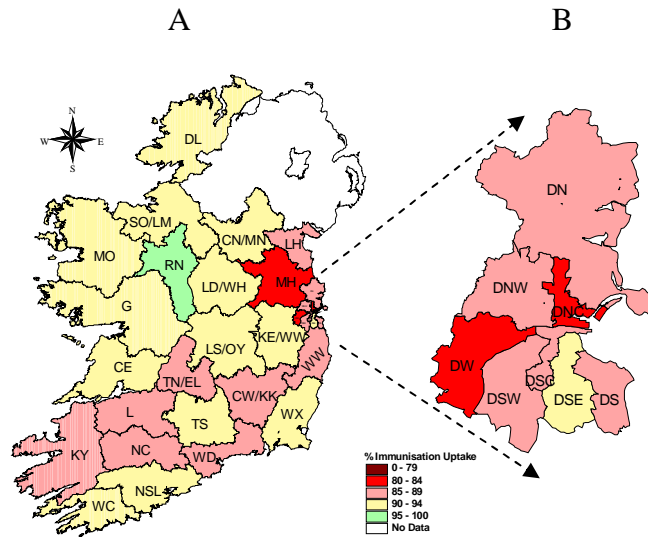 A
B
N
W E
S
DL
SO/LM
CN/MN
MO
RN
LH
LD/WH
MH
G
KE/WW
LS/OY
WW
CE
TN/EL
CW/KK
L
TS
WX
KY
NC
WD
NSL
WC
DN
DNW
DNC
DW
DSC
DSW
DSE
DS
% Immunisation Uptake
0 - 79
80 - 84
85 - 89
90 - 94
95 - 100
No Data